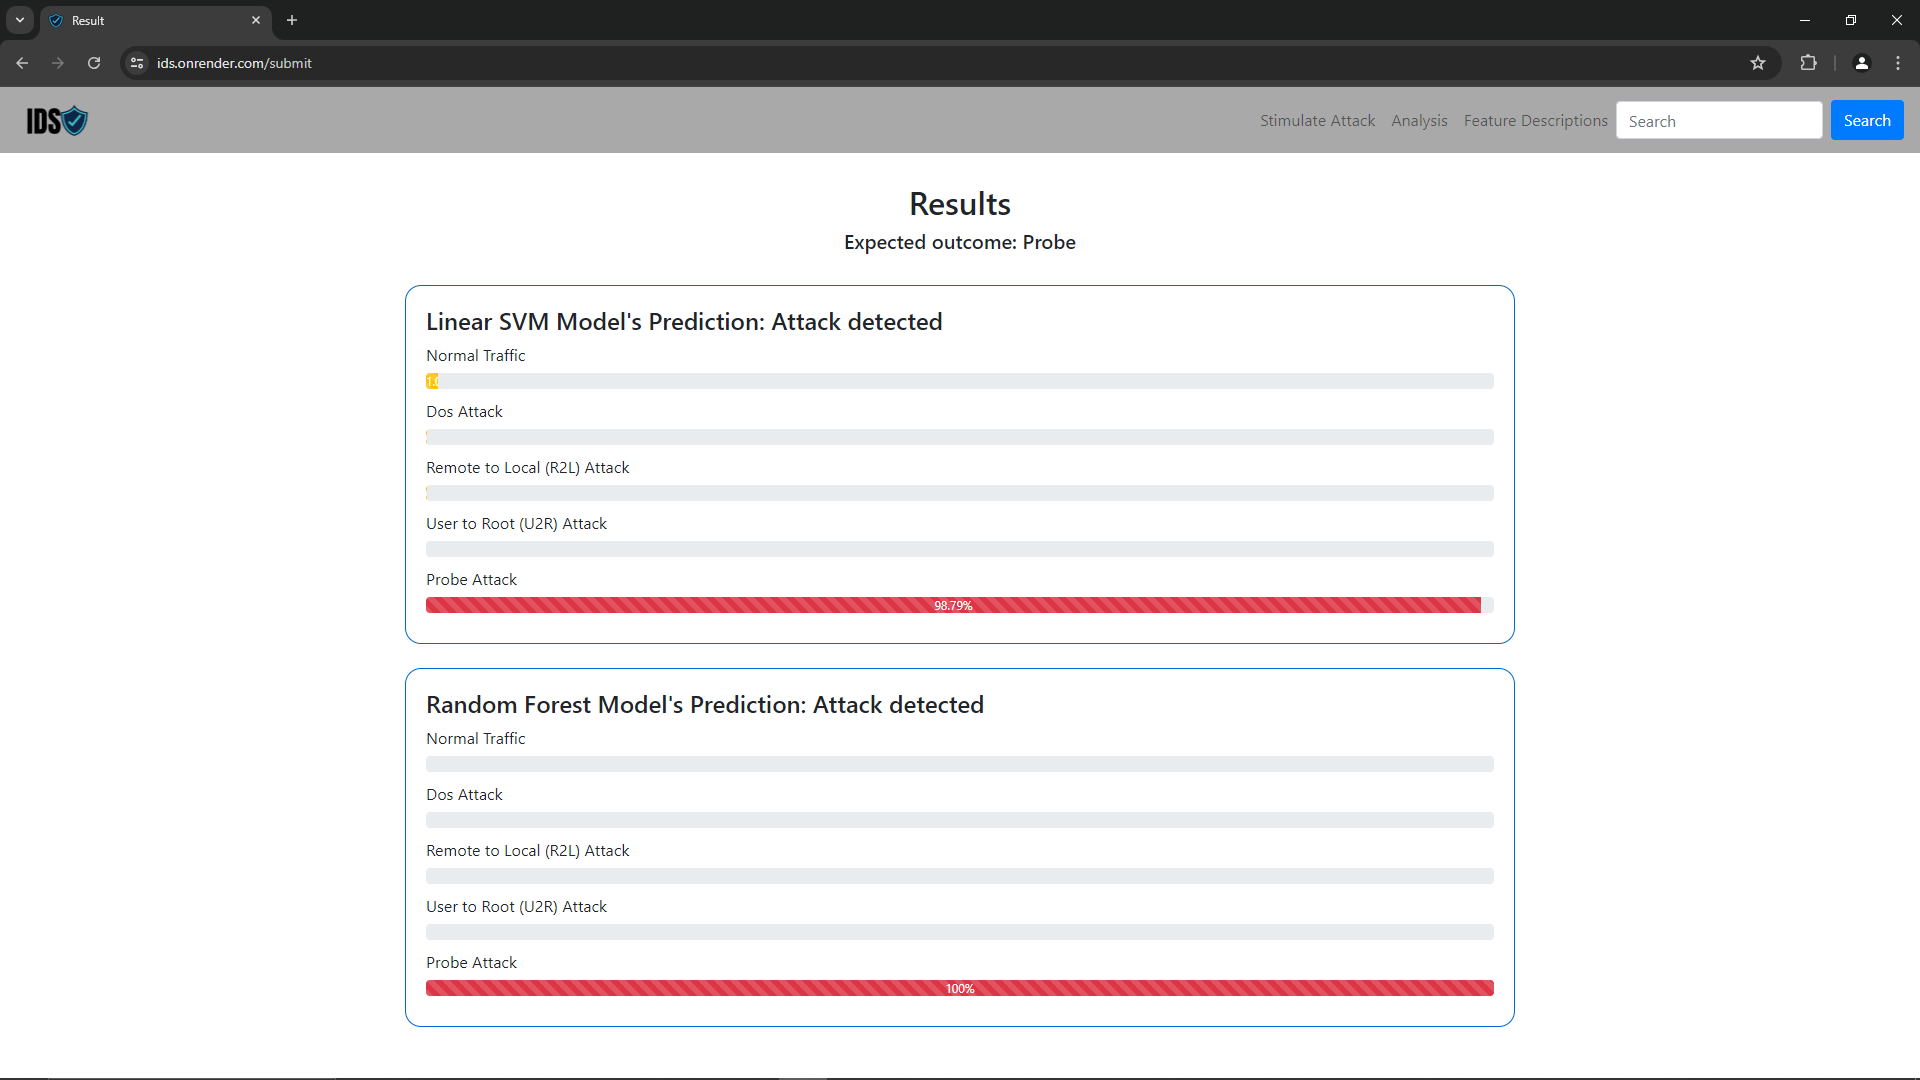 Result
ids.onrender.com/submit
IDS
Stimulate Attack Analysis Feature Descriptions Search Search
Results
Expected outcome: Probe
Linear SVM Model's Prediction: Attack detected
Normal Traffic
Dos Attack
Remote to Local (R2L) Attack
User to Root (U2R) Attack
Probe Attack
98.79%
Random Forest Model's Prediction: Attack detected
Normal Traffic
Dos Attack
Remote to Local (R2L) Attack
User to Root (U2R) Attack
Probe Attack
100%